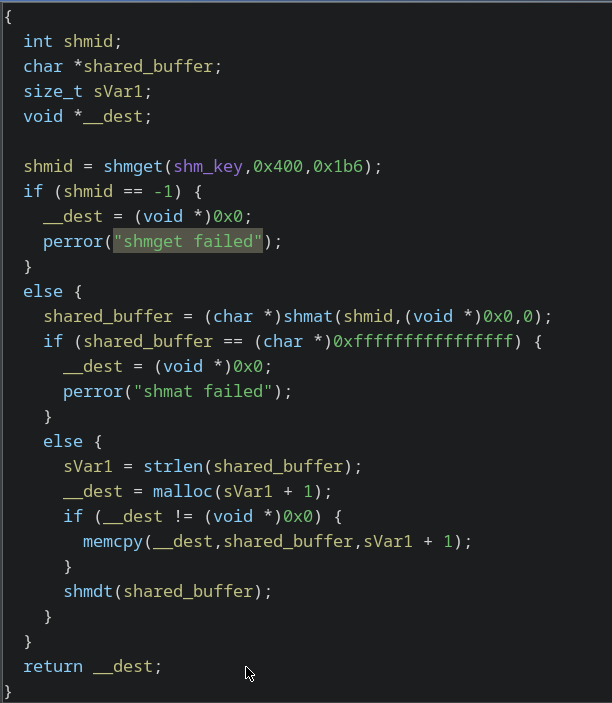 {
  int shmid;
  char *shared_buffer;
  size_t sVar1;
  void *__dest;

  shmid = shmget(shm_key,0x400,0x1b6);
  if (shmid == -1) {
    __dest = (void *)0x0;
    perror("shmget failed");
  }
  else {
    shared_buffer = (char *)shmat(shmid,(void *)0x0,0);
    if (shared_buffer == (char *)0xffffffffffffffff) {
      __dest = (void *)0x0;
      perror("shmat failed");
    }
    else {
      sVar1 = strlen(shared_buffer);
      __dest = malloc(sVar1 + 1);
      if (__dest != (void *)0x0) {
        memcpy(__dest,shared_buffer,sVar1 + 1);
      }
      shmdt(shared_buffer);
    }
  }
  return __dest;
}